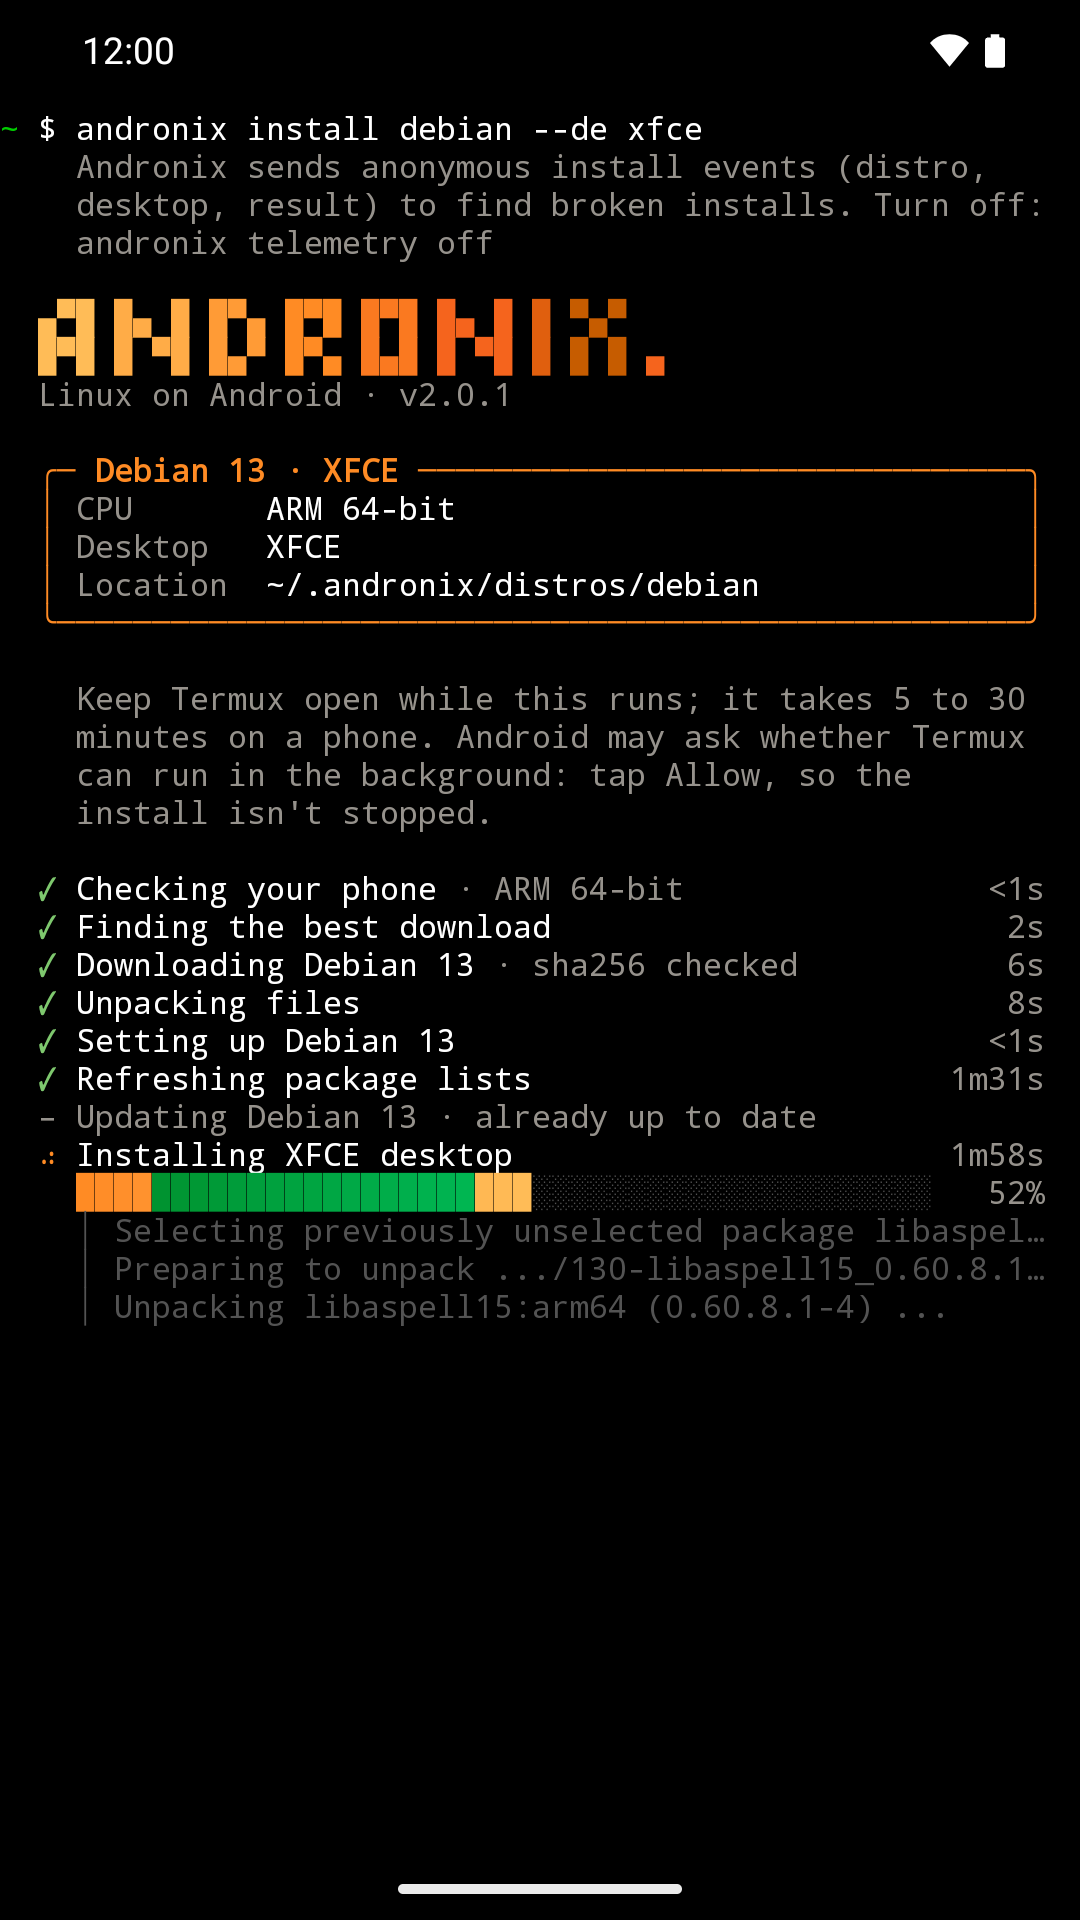 12:00
~ $ andronix install debian --de xfce
Andronix sends anonymous install events (distro,
desktop, result) to find broken installs. Turn off:
andronix telemetry off
ANDRONIX.
Linux on Android · v2.0.1
Debian 13 · XFCE
CPU ARM 64-bit
Desktop XFCE
Location ~/.andronix/distros/debian
Keep Termux open while this runs; it takes 5 to 30
minutes on a phone. Android may ask whether Termux
can run in the background: tap Allow, so the
install isn't stopped.
✓ Checking your phone · ARM 64-bit <1s
✓ Finding the best download 2s
✓ Downloading Debian 13 · sha256 checked 6s
✓ Unpacking files 8s
✓ Setting up Debian 13 <1s
✓ Refreshing package lists 1m31s
– Updating Debian 13 · already up to date
Installing XFCE desktop 1m58s
52%
Selecting previously unselected package libaspel…
Preparing to unpack .../130-libaspell15_0.60.8.1…
Unpacking libaspell15:arm64 (0.60.8.1-4) ...